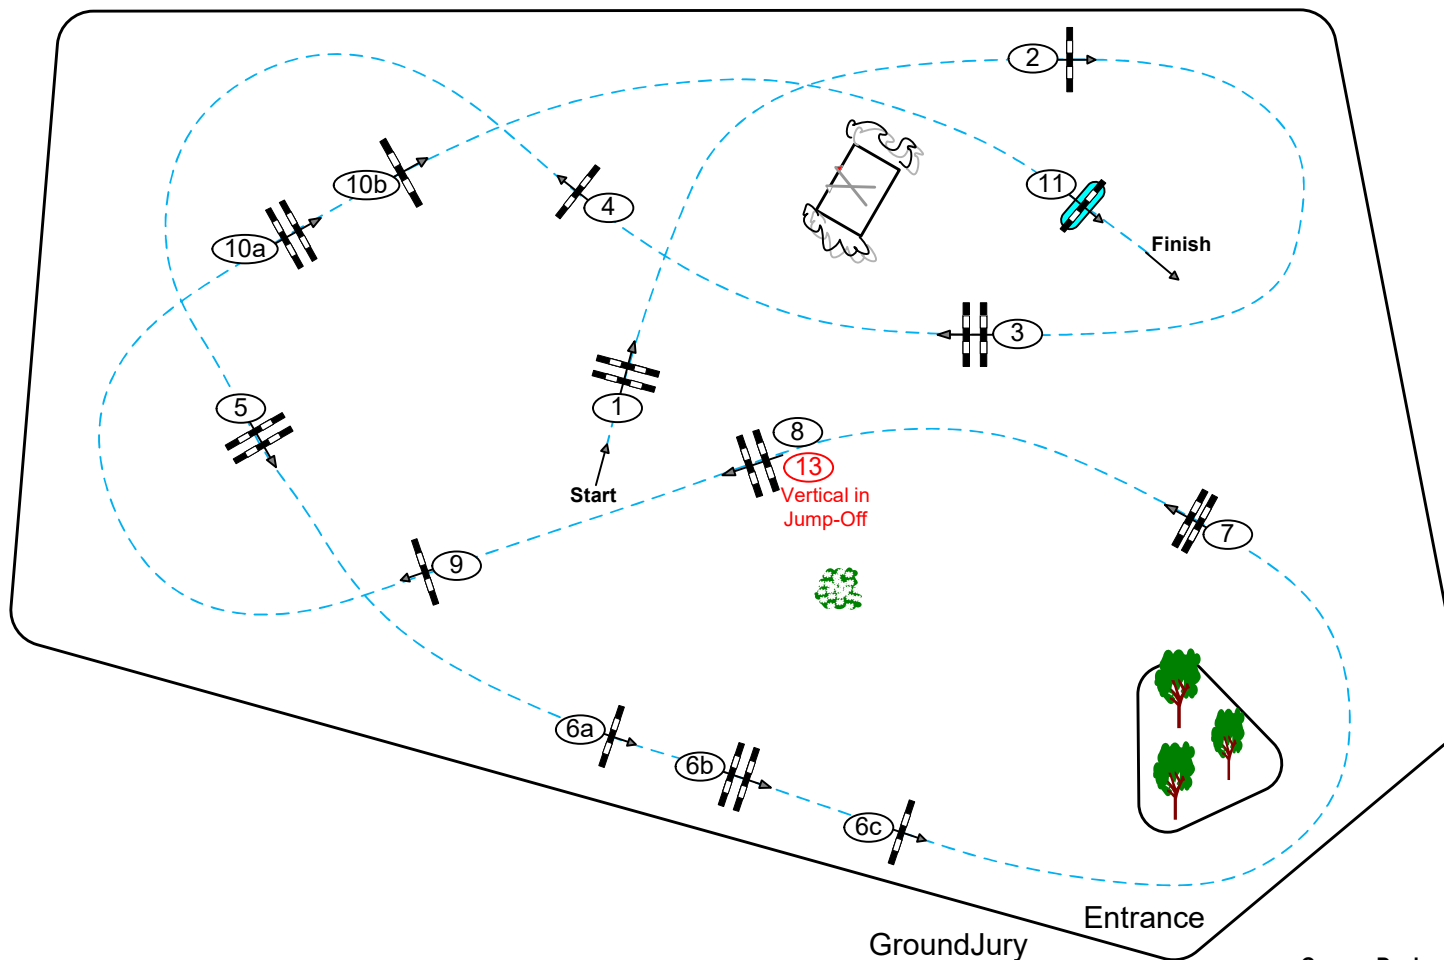 2
10b
4
11
10a
Finish
3
5
1
8
13
Start
Vertical in
Jump-Off
7
9
6a
6b
6c
Entrance
GroundJury